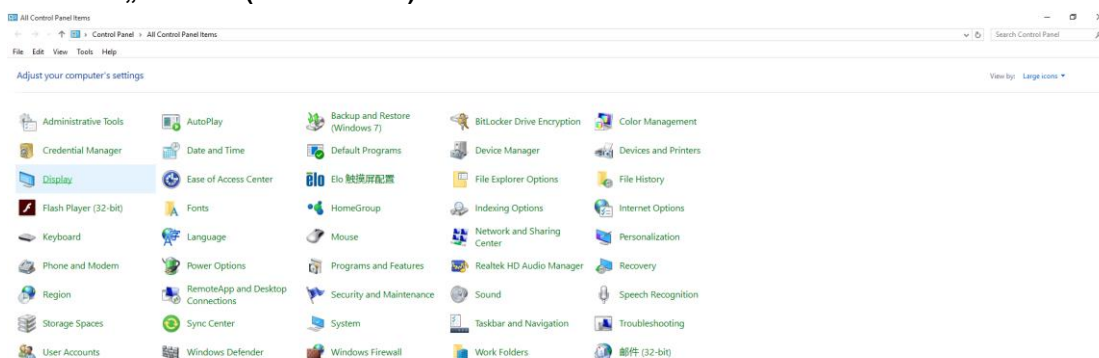 All Control Panel Items
Control Panel > All Control Panel Items
Search Control Panel
File Edit View Tools Help
Adjust your computer's settings
View by: Large icons
Administrative Tools
AutoPlay
Backup and Restore
(Windows 7)
BitLocker Drive Encryption
Color Management
Credential Manager
Date and Time
Default Programs
Device Manager
Devices and Printers
Display
Ease of Access Center
elo Elo 触摸屏配置
File Explorer Options
File History
Flash Player (32-bit)
Fonts
HomeGroup
Indexing Options
Internet Options
Keyboard
Language
Mouse
Network and Sharing
Center
Personalization
Phone and Modem
Power Options
Programs and Features
Realtek HD Audio Manager
Recovery
Region
RemoteApp and Desktop
Connections
Security and Maintenance
Sound
Speech Recognition
Storage Spaces
Sync Center
System
Taskbar and Navigation
Troubleshooting
User Accounts
Windows Defender
Windows Firewall
Work Folders
邮件 (32-bit)